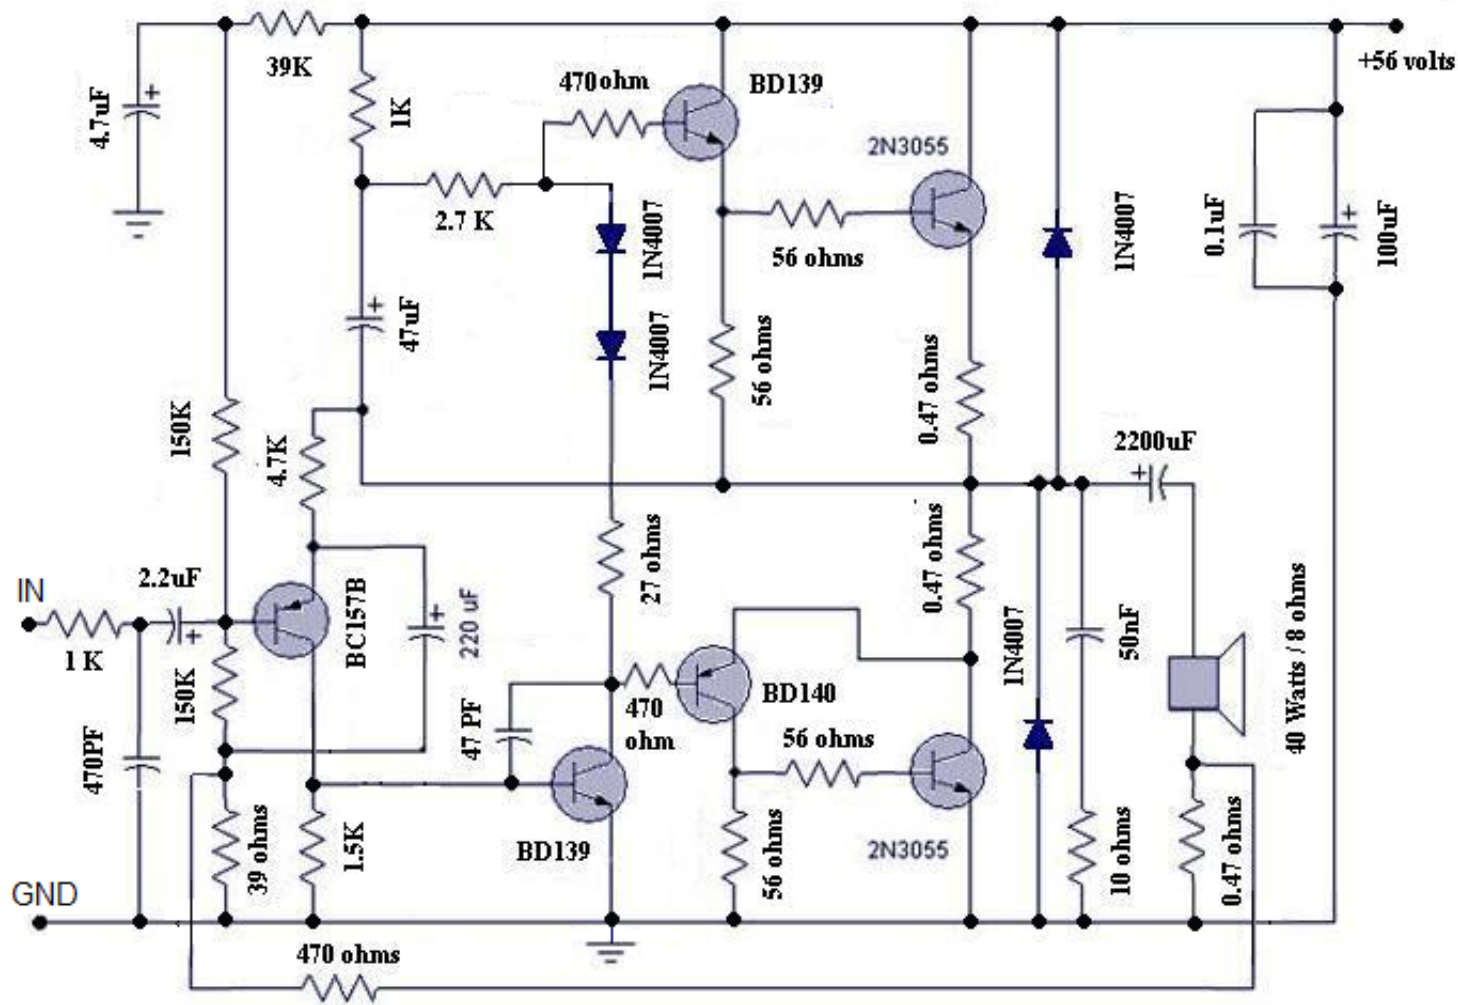 39K
+56 volts
4.7uF
1K
470ohm
BD139
2N3055
2.7 K
1N4007
56 ohms
1N4007
0.1uF
100uF
47uF
1N4007
56 ohms
0.47 ohms
150K
4.7K
2200uF
IN
2.2uF
BC157B
220 uF
27 ohms
0.47 ohms
1N4007
50nF
40 Watts / 8 ohms
1 K
150K
470PF
47 PF
470
ohm
BD140
56 ohms
39 ohms
1.5K
BD139
56 ohms
2N3055
10 ohms
0.47 ohms
GND
470 ohms